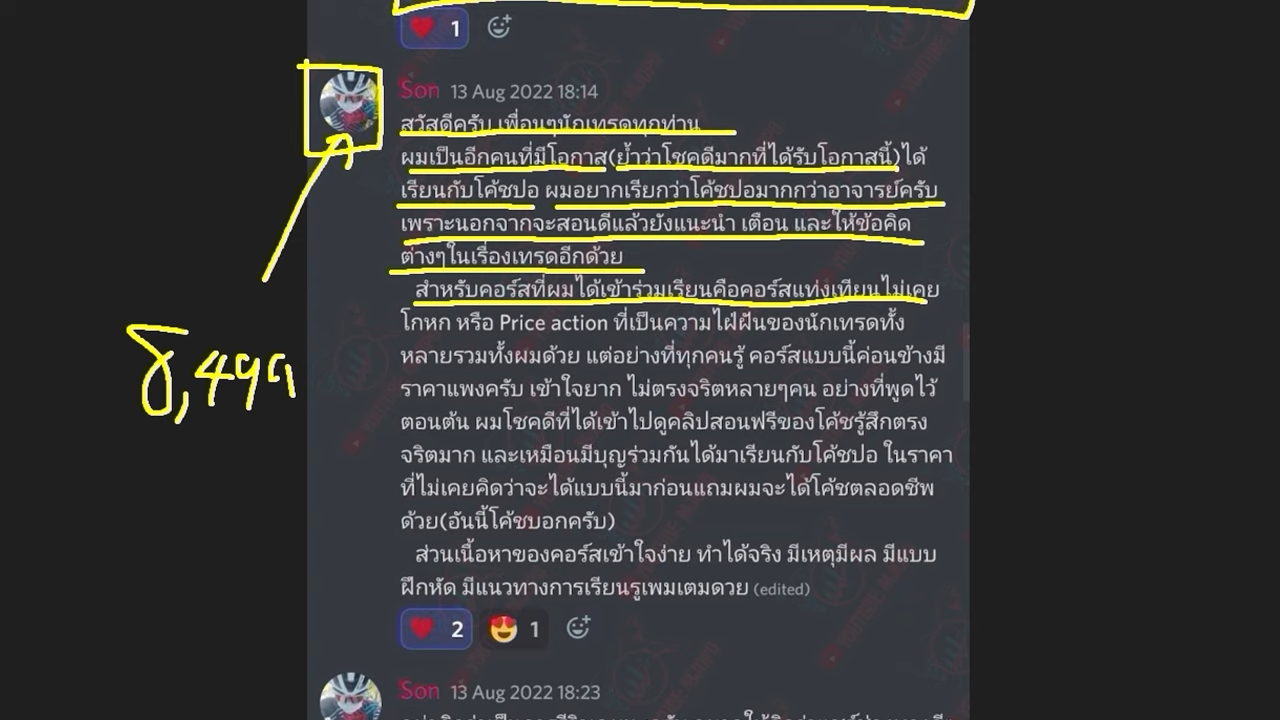 1
Son 13 Aug 2022 18:14
สวัสดีครับ เพื่อนๆนักเทรดทุกท่าน
ผมเป็นอีกคนที่มีโอกาส(ย้ำว่าโชคดีมากที่ได้รับโอกาสนี้)ได้
เรียนกับโค้ชปอ ผมอยากเรียกว่าโค้ชปอมากกว่าอาจารย์ครับ
เพราะนอกจากจะสอนดีแล้วยังแนะนำ เตือน และให้ข้อคิด
ต่างๆในเรื่องเทรดอีกด้วย
สำหรับคอร์สที่ผมได้เข้าร่วมเรียนคือคอร์สแท่งเทียนไม่เคย
โกหก หรือ Price action ที่เป็นความไฝ่ฝันของนักเทรดทั้ง
หลายรวมทั้งผมด้วย แต่อย่างที่ทุกคนรู้ คอร์สแบบนี้ค่อนข้างมี
ราคาแพงครับ เข้าใจยาก ไม่ตรงจริตหลายๆคน อย่างที่พูดไว้
ตอนต้น ผมโชคดีที่ได้เข้าไปดูคลิปสอนฟรีของโค้ชรู้สึกตรง
จริตมาก และเหมือนมีบุญร่วมกันได้มาเรียนกับโค้ชปอ ในราคา
ที่ไม่เคยคิดว่าจะได้แบบนี้มาก่อนแถมผมจะได้โค้ชตลอดชีพ
ด้วย(อันนี้โค้ชบอกครับ)
ส่วนเนื้อหาของคอร์สเข้าใจง่าย ทำได้จริง มีเหตุมีผล มีแบบ
ฝึกหัด มีแนวทางการเรียนรู้เพิ่มเติมด้วย (edited)
2 1
Son 13 Aug 2022 18:23